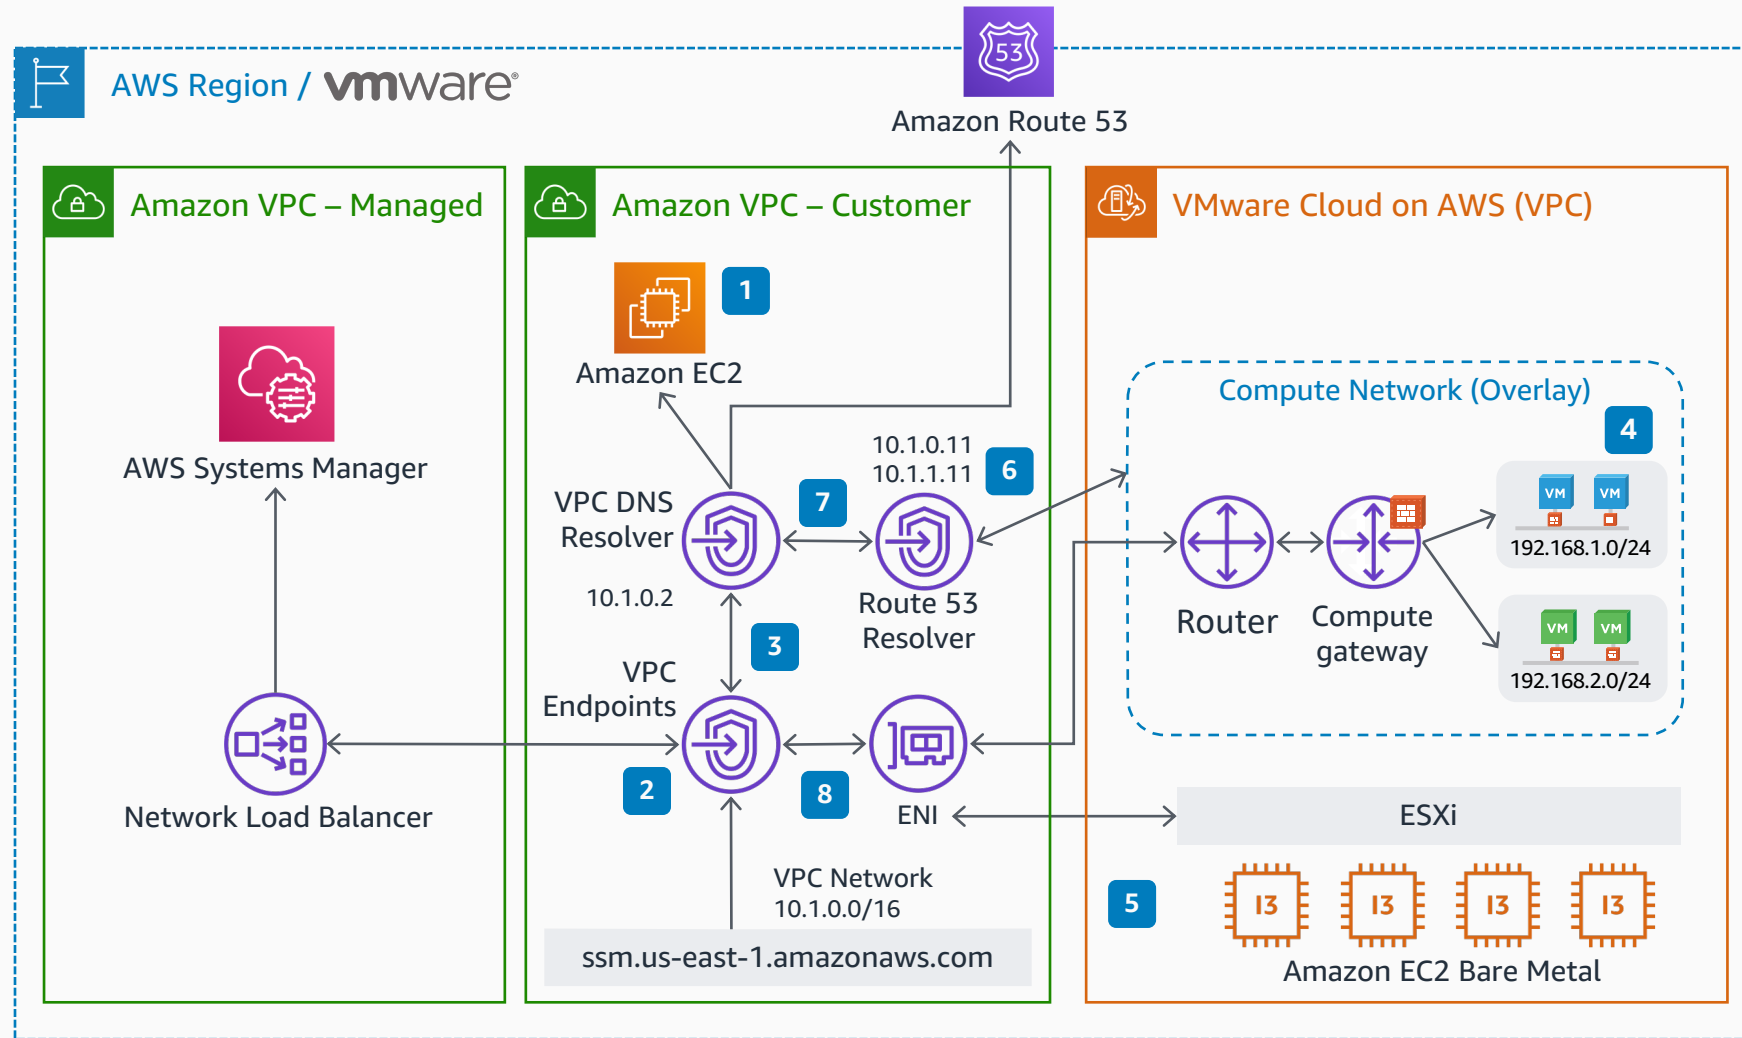 53
Amazon Route 53
AWS Region / vmware®
Amazon VPC – Managed
AWS Systems Manager
Network Load Balancer
Amazon VPC – Customer
1
Amazon EC2
10.1.0.11
10.1.1.11
6
VPC DNS
Resolver
7
10.1.0.2
Route 53
Resolver
3
VPC
Endpoints
2
8
ENI
VPC Network
10.1.0.0/16
ssm.us-east-1.amazonaws.com
VMware Cloud on AWS (VPC)
Compute Network (Overlay)
4
VM VM
192.168.1.0/24
Router
Compute
gateway
VM VM
192.168.2.0/24
ESXi
5
I3 I3 I3 I3
Amazon EC2 Bare Metal